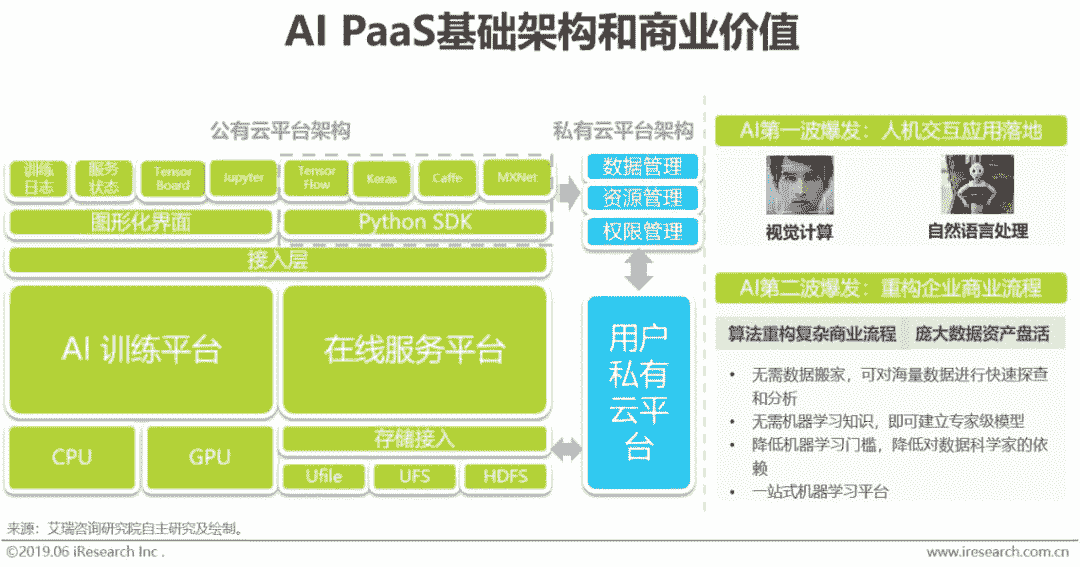 AI PaaS基础架构和商业价值
公有云平台架构
私有云平台架构
训练
日志
服务
状态
Tensor
Board
Jupyter
Tensor
Flow
Keras
Caffe
MXNet
图形化界面
Python SDK
接入层
AI 训练平台
在线服务平台
CPU
GPU
存储接入
Ufile
UFS
HDFS
数据管理
资源管理
权限管理
用户
私有
云平
台
AI第一波爆发：人机交互应用落地
视觉计算
自然语言处理
AI第二波爆发：重构企业商业流程
算法重构复杂商业流程
庞大数据资产盘活
• 无需数据搬家，可对海量数据进行快速探查
和分析
• 无需机器学习知识，即可建立专家级模型
• 降低机器学习门槛，降低对数据科学家的依
赖
• 一站式机器学习平台
来源：艾瑞咨询研究院自主研究及绘制。
©2019.06 iResearch Inc .
www.iresearch.com.cn